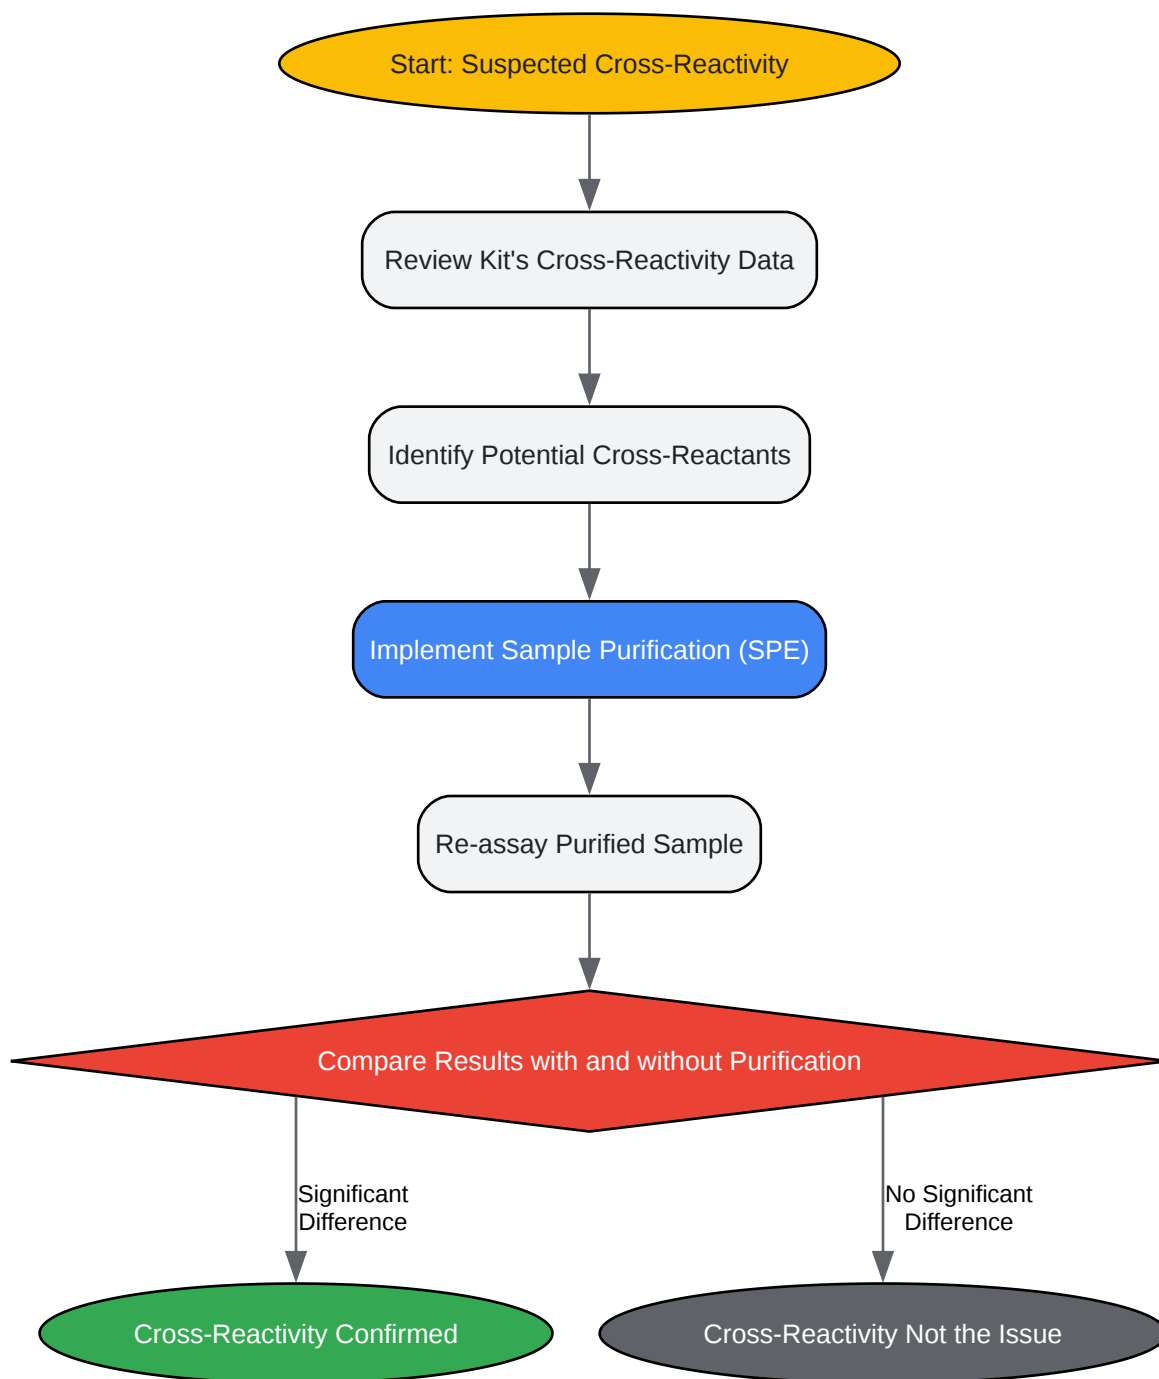 Start: Suspected Cross-Reactivity
Review Kit's Cross-Reactivity Data
Identify Potential Cross-Reactants
Implement Sample Purification (SPE)
Re-assay Purified Sample
Compare Results with and without Purification
Significant
Difference
No Significant
Difference
Cross-Reactivity Confirmed
Cross-Reactivity Not the Issue